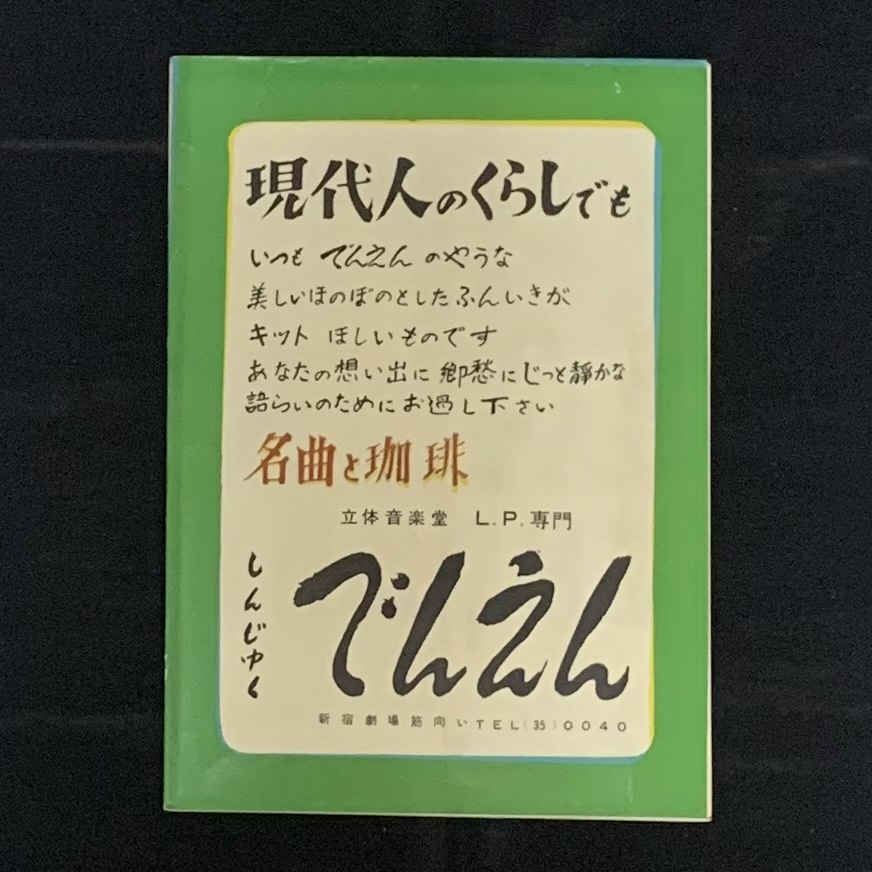 現代人のくらしでも
いつも でんえん のやうな
美しいほのぼのとしたふんいきが
キット ほしいものです
あなたの想い出に 鄕愁にじっと靜かな
語らいのためにお過し下さい
名曲と珈琲
立体音楽堂 L.P.専門
しんじゆく
でんえん
新宿劇場筋向い TEL(35)0040